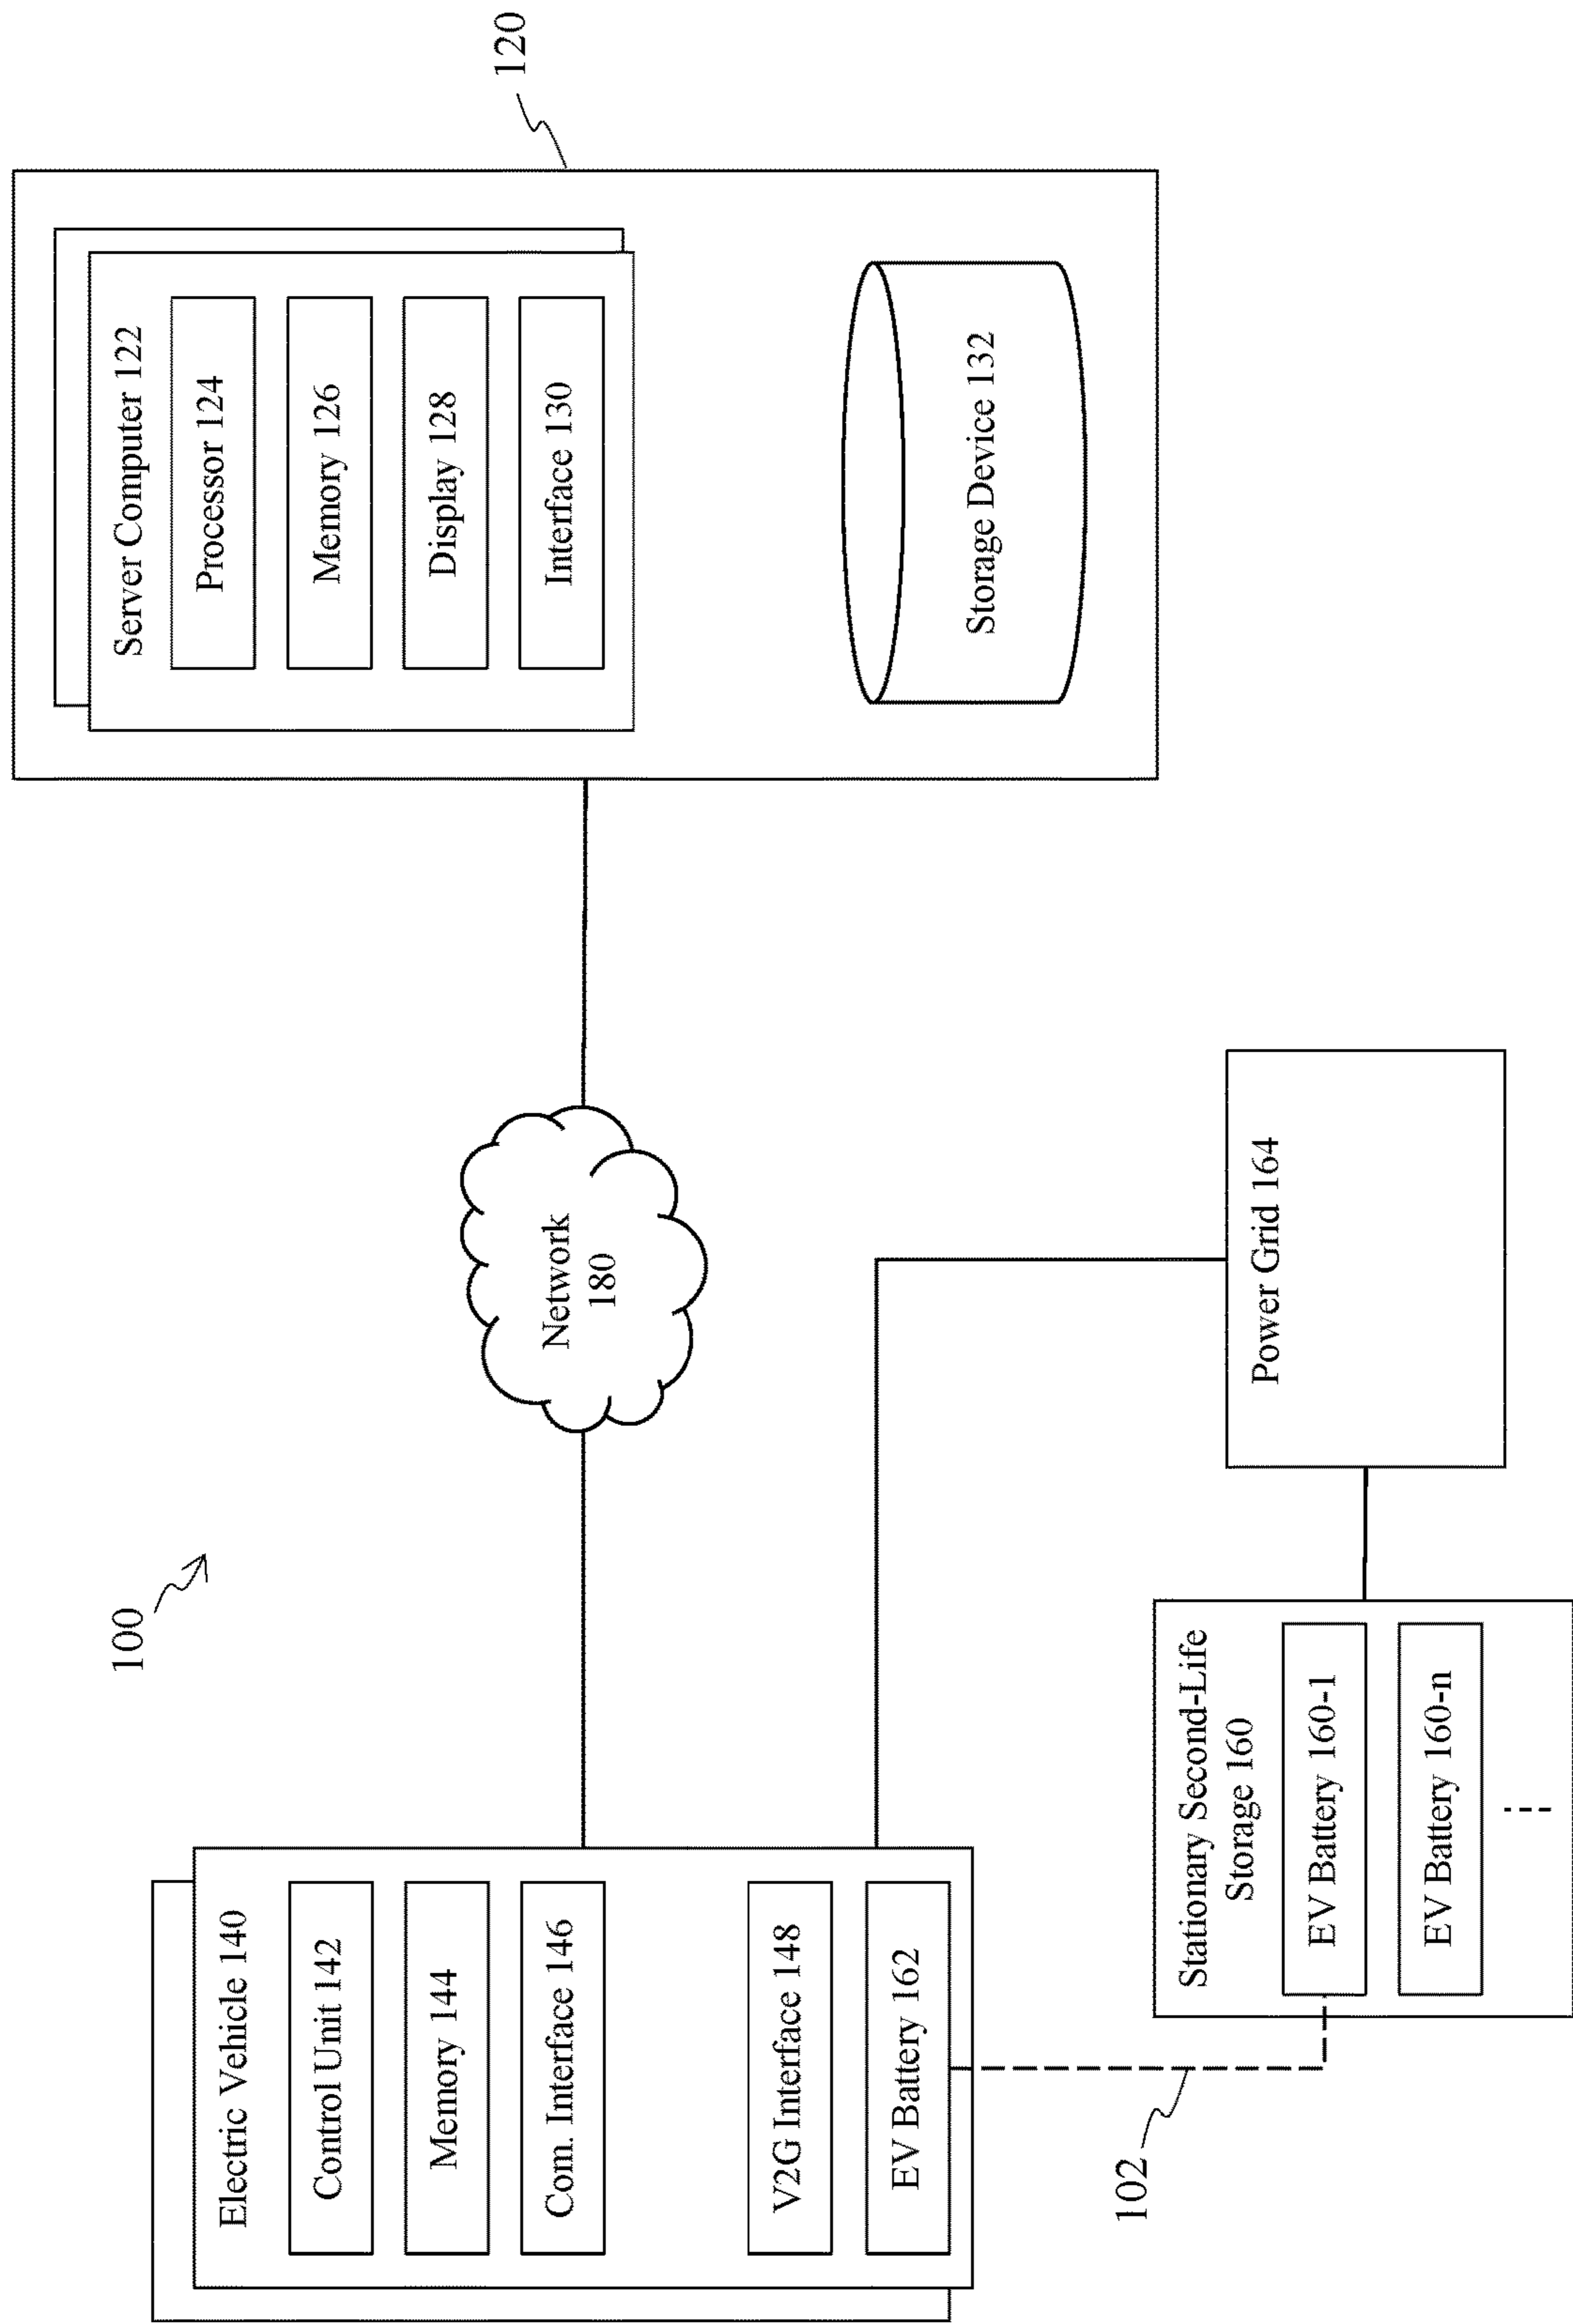 100
120
Electric Vehicle 140
Control Unit 142
Memory 144
Com. Interface 146
V2G Interface 148
EV Battery 162
Network
180
Server Computer 122
Processor 124
Memory 126
Display 128
Interface 130
Storage Device 132
102
Stationary Second-Life
Storage 160
EV Battery 160-1
EV Battery 160-n
Power Grid 164